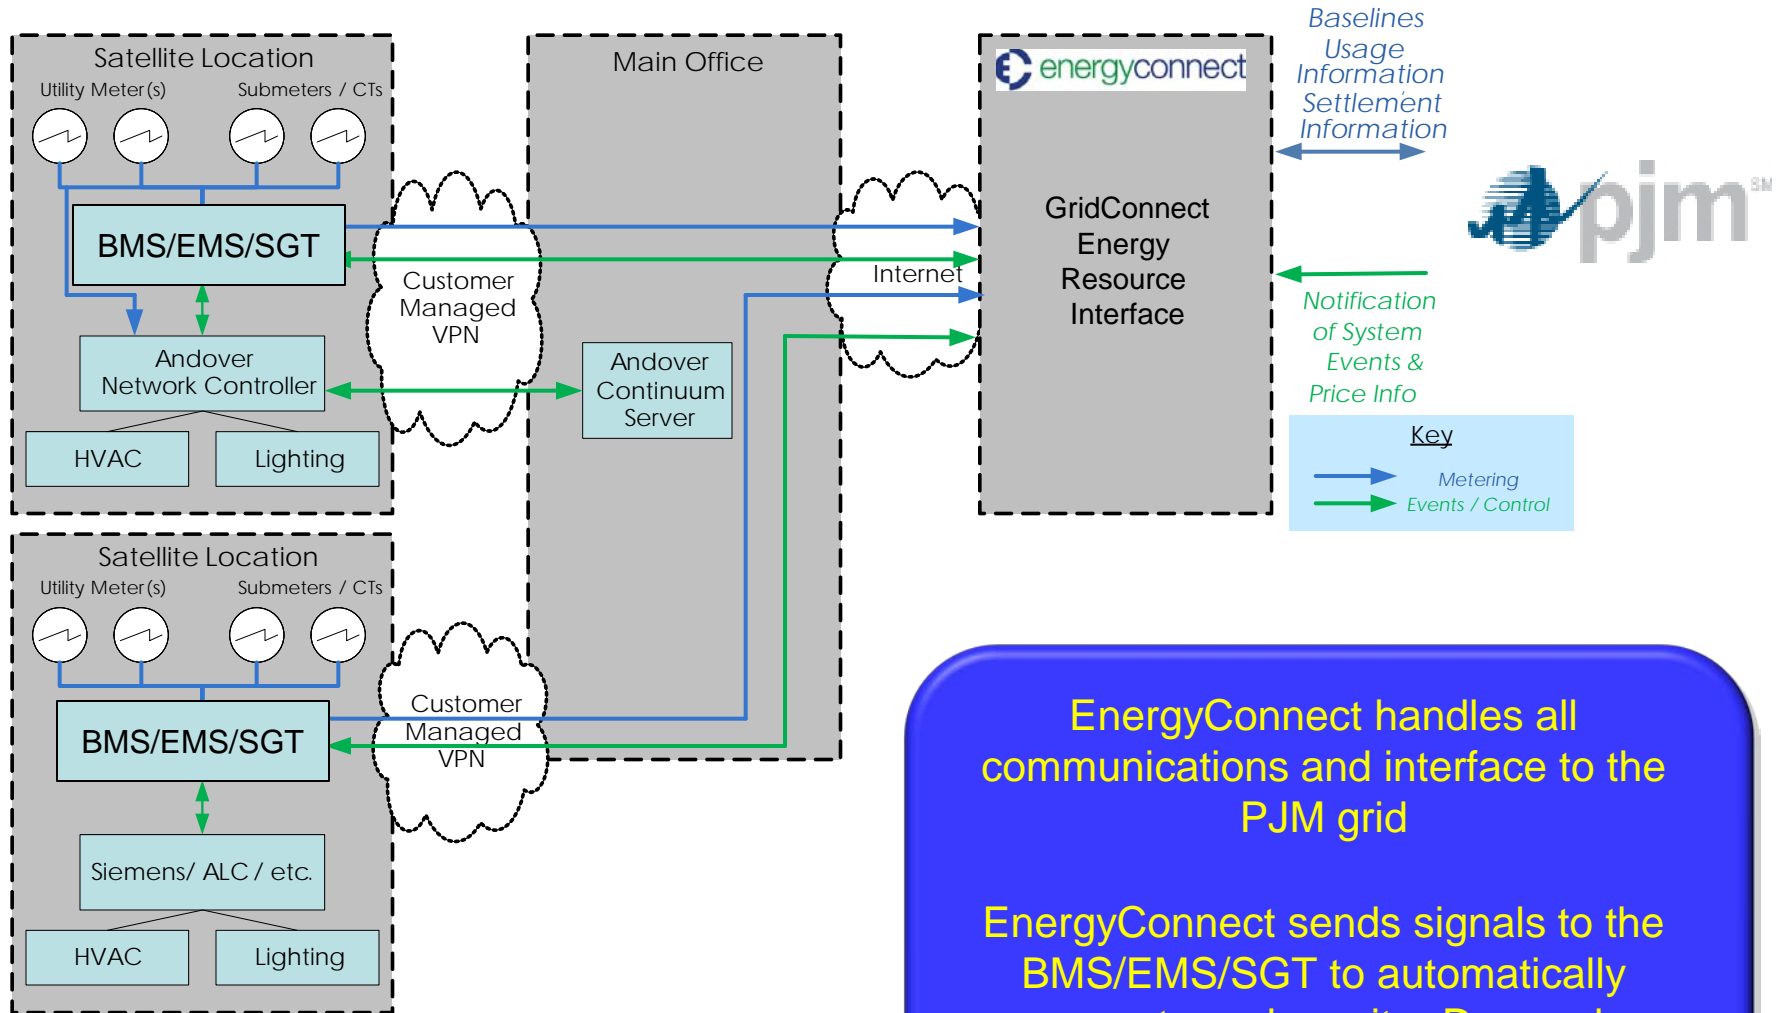 Satellite Location
Utility Meter(s)
Submeters / CTs
BMS/EMS/SGT
Andover
Network Controller
HVAC
Lighting
Customer
Managed
VPN
Main Office
Andover
Continuum
Server
Internet
energyconnect
GridConnect
Energy
Resource
Interface
Baselines
Usage
Information
Settlement
Information
pjm SM
Notification
of System
Events &
Price Info
Key
Metering
Events / Control
Satellite Location
Utility Meter(s)
Submeters / CTs
BMS/EMS/SGT
Siemens/ ALC / etc.
HVAC
Lighting
Customer
Managed
VPN
EnergyConnect handles all
communications and interface to the
PJM grid
EnergyConnect sends signals to the
BMS/EMS/SGT to automatically